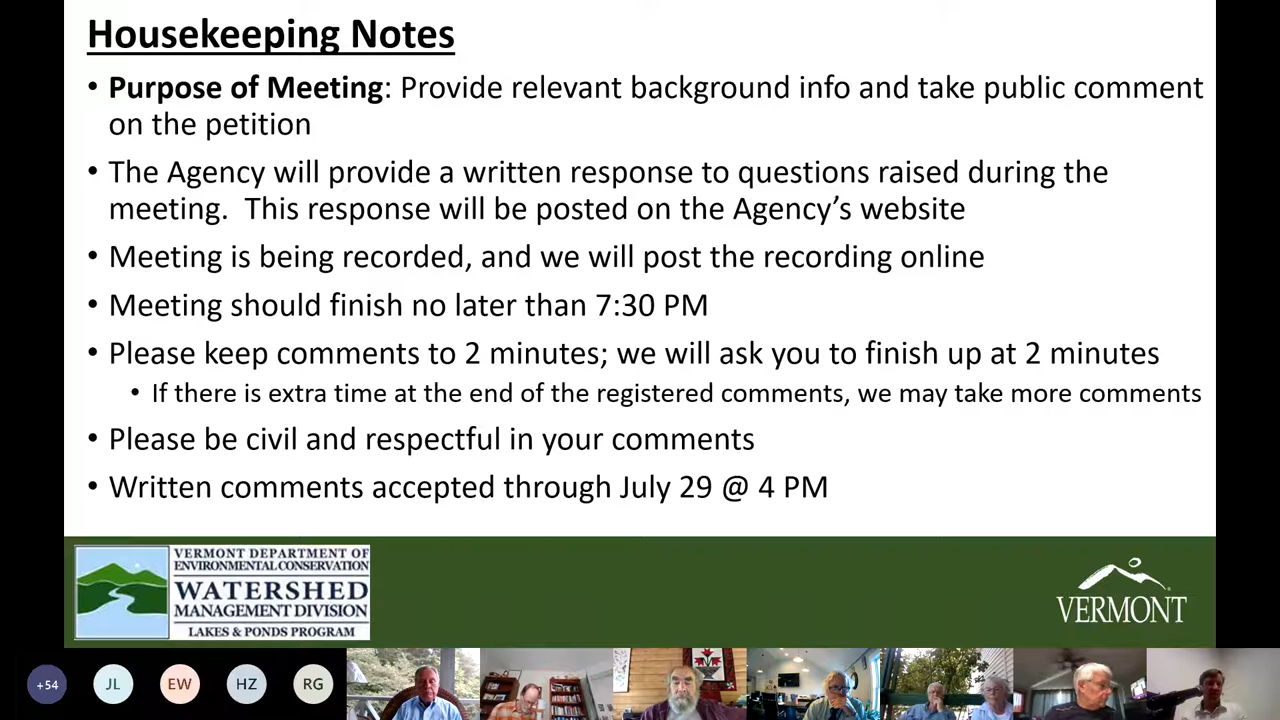 Housekeeping Notes
• Purpose of Meeting: Provide relevant background info and take public comment
on the petition
• The Agency will provide a written response to questions raised during the
meeting.  This response will be posted on the Agency's website
• Meeting is being recorded, and we will post the recording online
• Meeting should finish no later than 7:30 PM
• Please keep comments to 2 minutes; we will ask you to finish up at 2 minutes
• If there is extra time at the end of the registered comments, we may take more comments
• Please be civil and respectful in your comments
• Written comments accepted through July 29 @ 4 PM
VERMONT DEPARTMENT OF
ENVIRONMENTAL CONSERVATION
WATERSHED
MANAGEMENT DIVISION
LAKES & PONDS PROGRAM
VERMONT
+54
JL
EW
HZ
RG